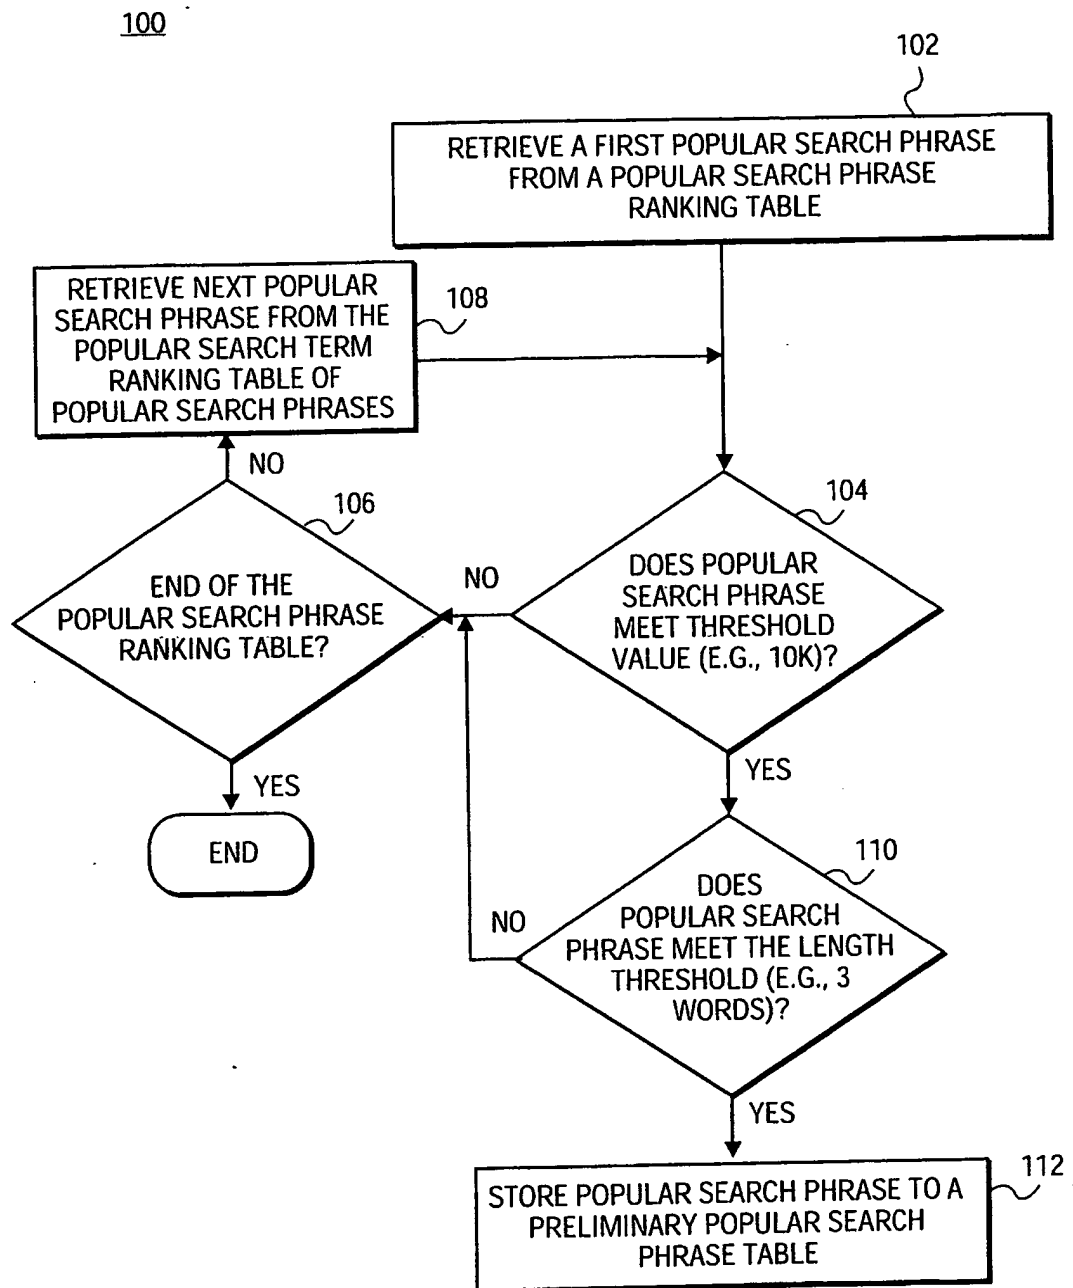 100
102
RETRIEVE A FIRST POPULAR SEARCH PHRASE
FROM A POPULAR SEARCH PHRASE
RANKING TABLE
RETRIEVE NEXT POPULAR
SEARCH PHRASE FROM THE
POPULAR SEARCH TERM
RANKING TABLE OF
POPULAR SEARCH PHRASES
108
NO
106
END OF THE
POPULAR SEARCH PHRASE
RANKING TABLE?
YES
END
104
DOES POPULAR
SEARCH PHRASE
MEET THRESHOLD
VALUE (E.G., 10K)?
NO
YES
110
DOES
POPULAR SEARCH
PHRASE MEET THE LENGTH
THRESHOLD (E.G., 3
WORDS)?
NO
YES
112
STORE POPULAR SEARCH PHRASE TO A
PRELIMINARY POPULAR SEARCH
PHRASE TABLE